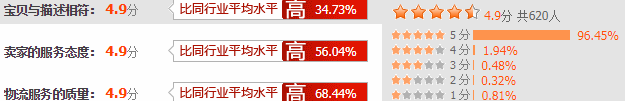 宝贝与描述相符: 4.9分 比同行业平均水平 高 34.73%
卖家的服务态度: 4.9分 比同行业平均水平 高 56.04%
物流服务的质量: 4.9分 比同行业平均水平 高 68.44%
4.9分 共620人
5分 96.45%
4分 1.94%
3分 0.48%
2分 0.32%
1分 0.81%